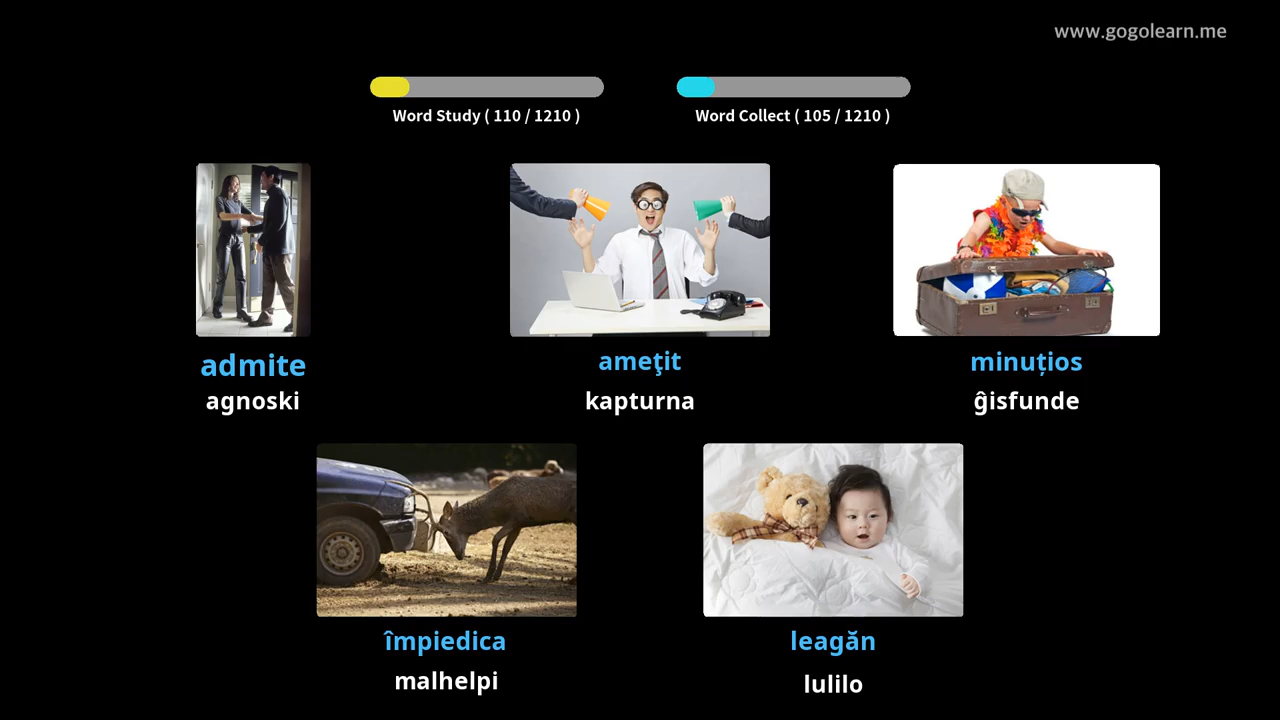 www.gogolearn.me
Word Study ( 110 / 1210 )
Word Collect ( 105 / 1210 )
admite
agnoski
ameţit
kapturna
minuțios
ĝisfunde
împiedica
malhelpi
leagăn
lulilo